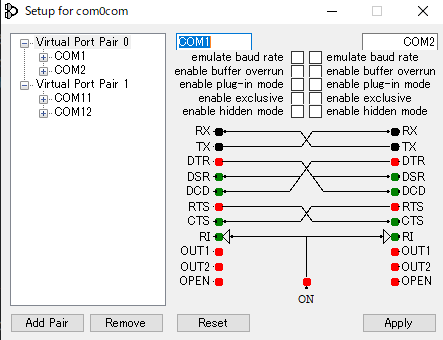 Setup for com0com
Virtual Port Pair 0
COM1
COM2
Virtual Port Pair 1
COM11
COM12
COM1 COM2
emulate baud rate emulate baud rate
enable buffer overrun enable buffer overrun
enable plug-in mode enable plug-in mode
enable exclusive enable exclusive
enable hidden mode enable hidden mode
RX RX
TX TX
DTR DTR
DSR DSR
DCD DCD
RTS RTS
CTS CTS
RI RI
OUT1 OUT1
OUT2 OUT2
OPEN OPEN
ON
Add Pair Remove Reset Apply